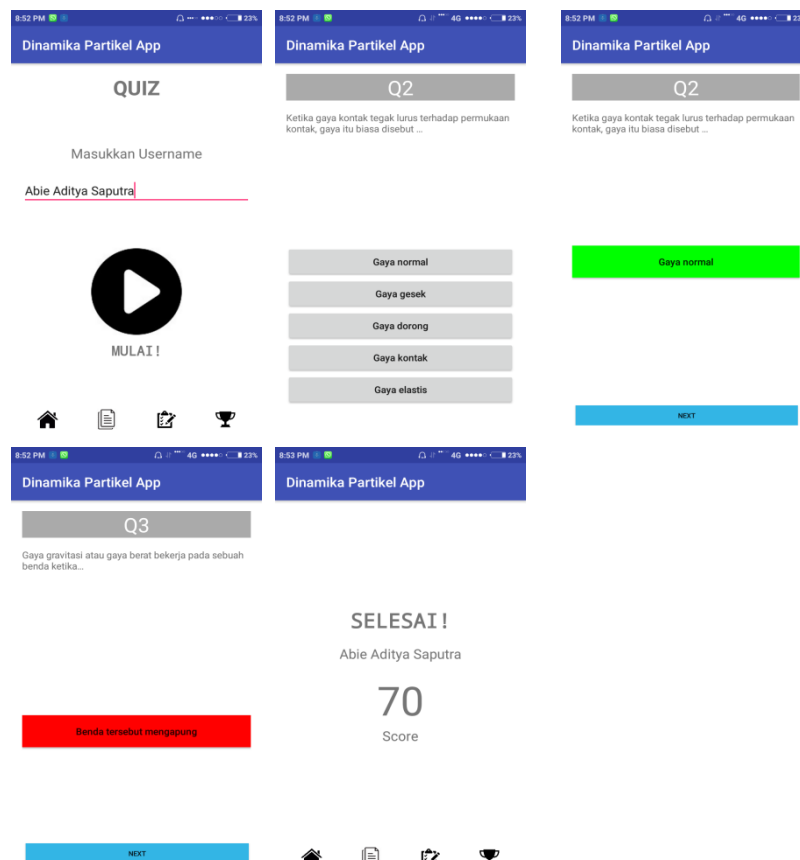 8:52 PM
23%
Dinamika Partikel App
QUIZ
Masukkan Username
Abie Aditya Saputra
MULAI!
8:52 PM
4G
23%
Dinamika Partikel App
Q2
Ketika gaya kontak tegak lurus terhadap permukaan
kontak, gaya itu biasa disebut ...
Gaya normal
Gaya gesek
Gaya dorong
Gaya kontak
Gaya elastis
8:52 PM
4G
23
Dinamika Partikel App
Q2
Ketika gaya kontak tegak lurus terhadap permukaan
kontak, gaya itu biasa disebut ...
Gaya normal
NEXT
8:52 PM
4G
23%
Dinamika Partikel App
Q3
Gaya gravitasi atau gaya berat bekerja pada sebuah
benda ketika...
Benda tersebut mengapung
NEXT
8:53 PM
4G
23%
Dinamika Partikel App
SELESAI!
Abie Aditya Saputra
70
Score